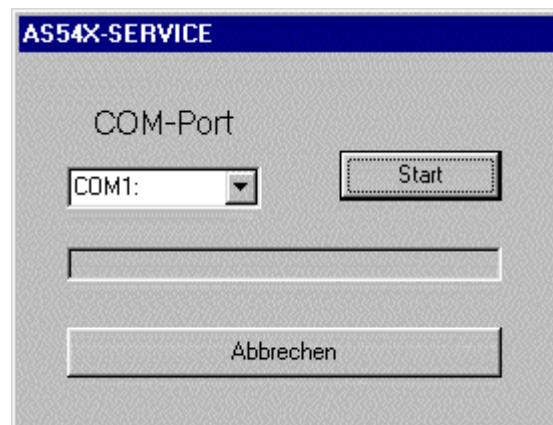 AS54X-SERVICE
COM-Port
COM1:
Start
Abbrechen